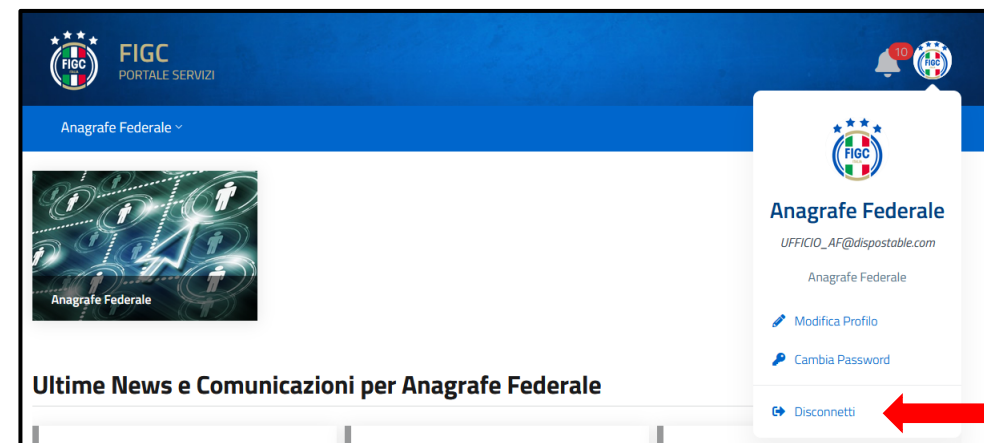 FIGC
FIGC
PORTALE SERVIZI
10
FIGC
Anagrafe Federale
FIGC
Anagrafe Federale
UFFICIO_AF@dispostable.com
Anagrafe Federale
Modifica Profilo
Cambia Password
Disconnetti
Anagrafe Federale
Ultime News e Comunicazioni per Anagrafe Federale